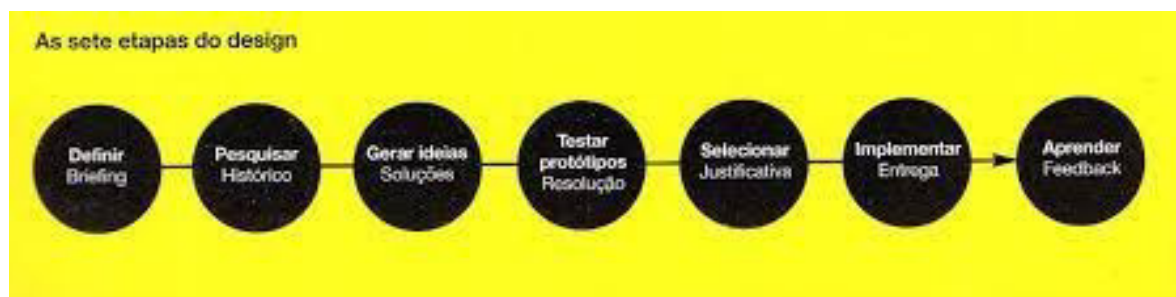 As sete etapas do design
Definir
Briefing
Pesquisar
Histórico
Gerar ideias
Soluções
Testar
protótipos
Resolução
Selecionar
Justificativa
Implementar
Entrega
Aprender
Feedback